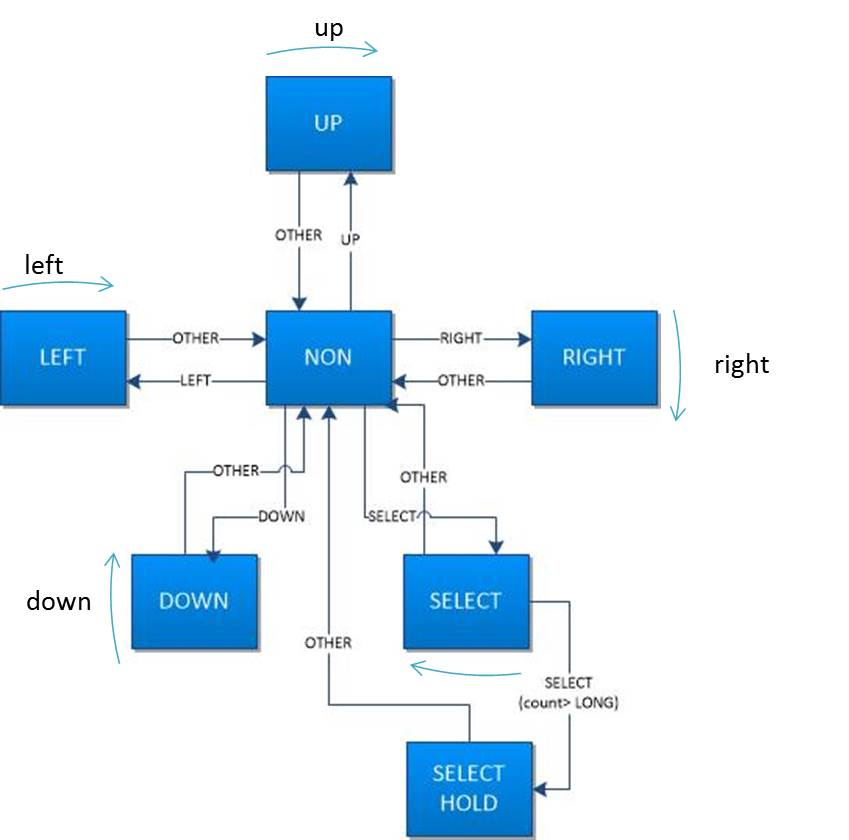 up
UP
OTHER
UP
left
LEFT
OTHER
LEFT
NON
RIGHT
OTHER
RIGHT
right
OTHER
DOWN
OTHER
SELECT
down
DOWN
SELECT
OTHER
SELECT
(count> LONG)
SELECT
HOLD